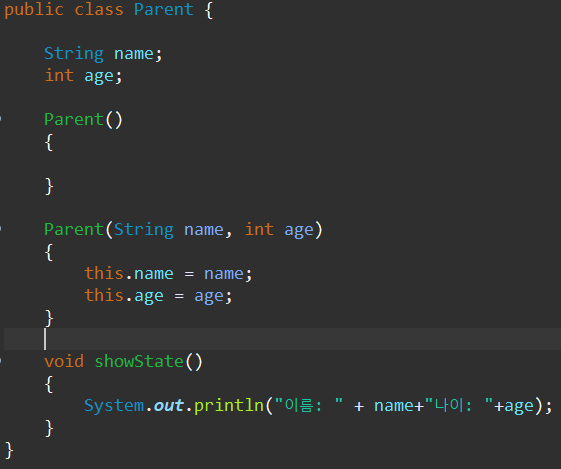 public class Parent {
String name;
int age;
Parent()
{
}
Parent(String name, int age)
{
this.name = name;
this.age = age;
}
void showState()
{
System.out.println("이름: " + name+"나이: "+age);
}
}